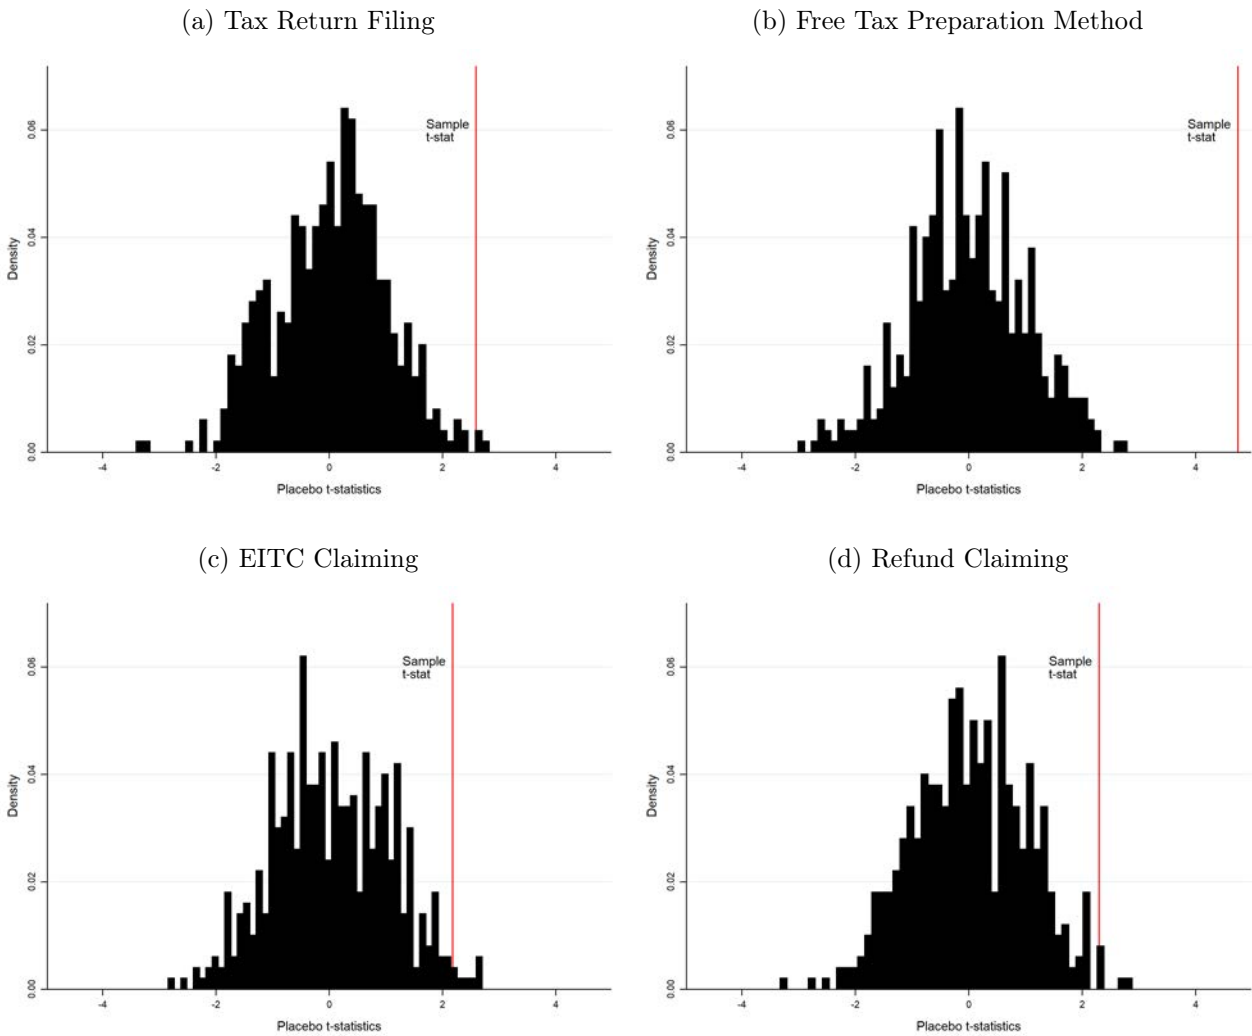 (a) Tax Return Filing
(b) Free Tax Preparation Method
Sample
t-stat
Density
0.00
0.02
0.04
0.06
-4
-2
0
2
4
Placebo t-statistics
Sample
t-stat
Density
0.00
0.02
0.04
0.06
-4
-2
0
2
4
Placebo t-statistics
(c) EITC Claiming
(d) Refund Claiming
Sample
t-stat
Density
0.00
0.02
0.04
0.06
-4
-2
0
2
4
Placebo t-statistics
Sample
t-stat
Density
0.00
0.02
0.04
0.06
-4
-2
0
2
4
Placebo t-statistics